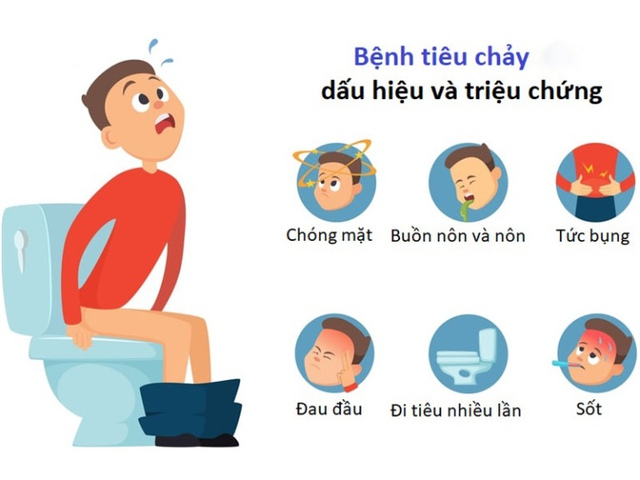 Bệnh tiêu chảy
dấu hiệu và triệu chứng
Chóng mặt
Buồn nôn và nôn
Tức bụng
Đau đầu
Đi tiêu nhiều lần
Sốt